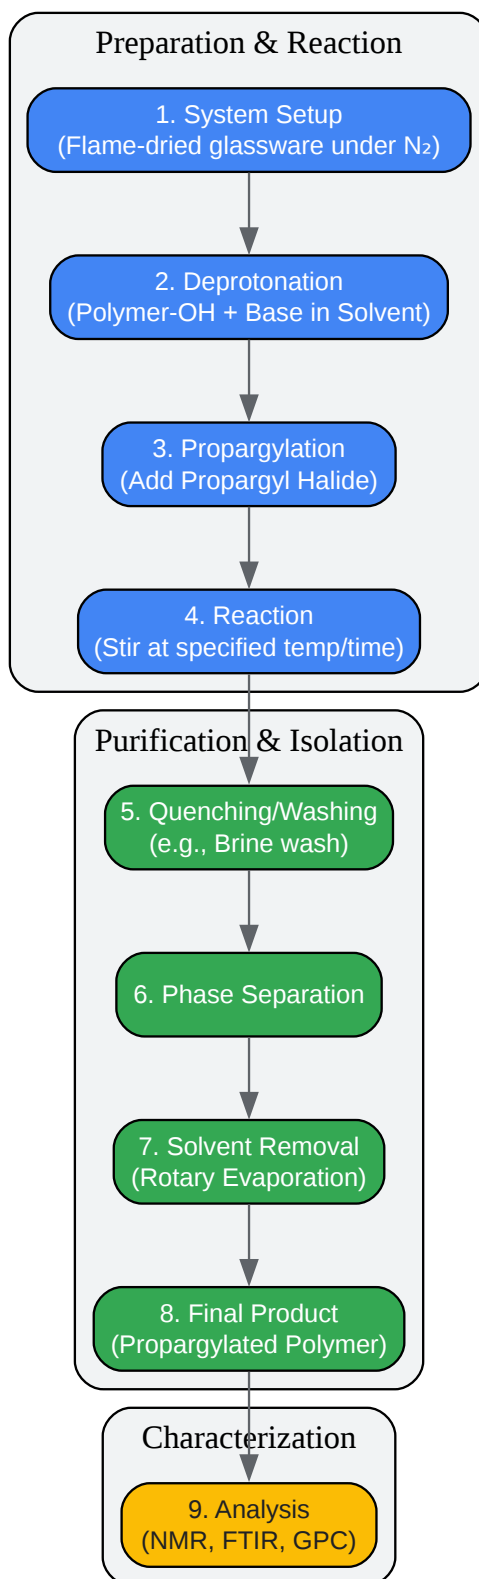 Preparation & Reaction
1. System Setup
(Flame-dried glassware under N₂)
2. Deprotonation
(Polymer-OH + Base in Solvent)
3. Propargylation
(Add Propargyl Halide)
4. Reaction
(Stir at specified temp/time)
Purification & Isolation
5. Quenching/Washing
(e.g., Brine wash)
6. Phase Separation
7. Solvent Removal
(Rotary Evaporation)
8. Final Product
(Propargylated Polymer)
Characterization
9. Analysis
(NMR, FTIR, GPC)